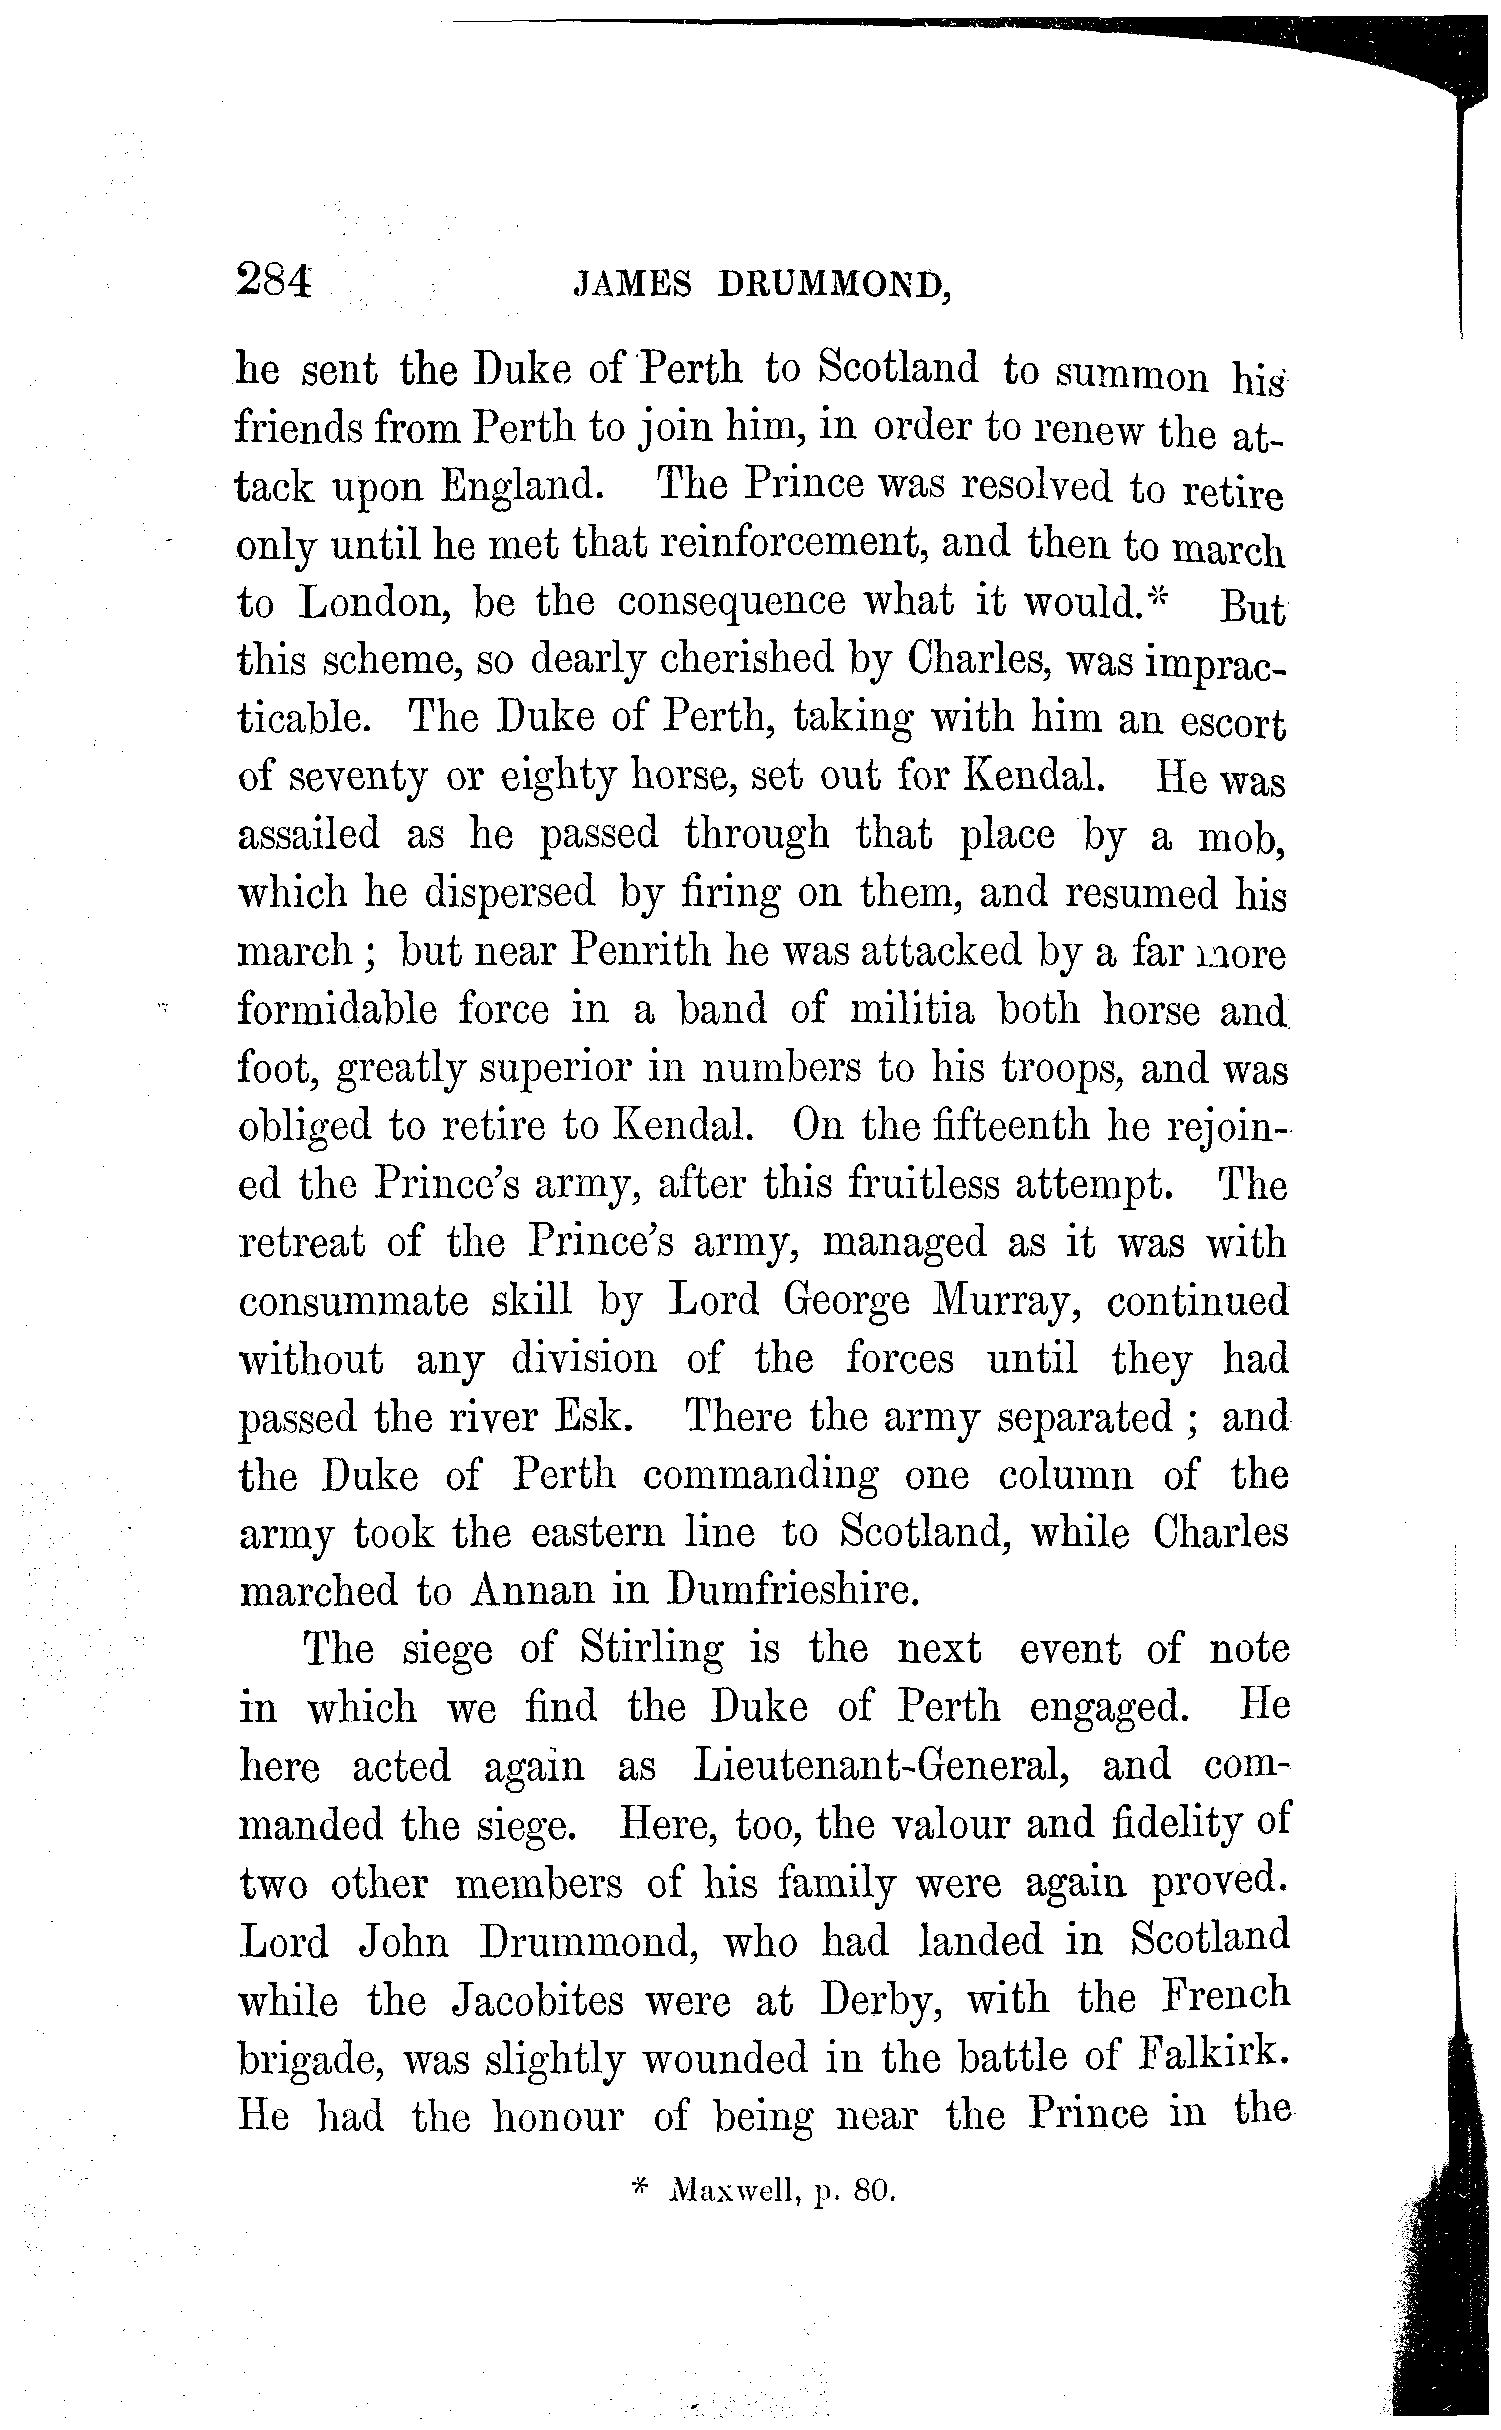 284 JAMES DRUMMOND,
he sent the Duke of Perth to Scotland to summon his
friends from Perth to join him, in order to renew the at-
tack upon England. The Prince was resolved to retire
only until he met that reinforcement, and then to march
to London, be the consequence what it would.* But
this scheme, so dearly cherished by Charles, was imprac-
ticable. The Duke of Perth, taking with him an escort
of seventy or eighty horse, set out for Kendal. He was
assailed as he passed through that place by a mob,
which he dispersed by firing on them, and resumed his
march ; but near Penrith he was attacked by a far more
formidable force in a band of militia both horse and
foot, greatly superior in numbers to his troops, and was
obliged to retire to Kendal. On the fifteenth he rejoin-
ed the Prince's army, after this fruitless attempt. The
retreat of the Prince's army, managed as it was with
consummate skill by Lord George Murray, continued
without any division of the forces until they had
passed the river Esk. There the army separated ; and
the Duke of Perth commanding one column of the
army took the eastern line to Scotland, while Charles
marched to Annan in Dumfrieshire.
The siege of Stirling is the next event of note
in which we find the Duke of Perth engaged. He
here acted again as Lieutenant-General, and com-
manded the siege. Here, too, the valour and fidelity of
two other members of his family were again proved.
Lord John Drummond, who had landed in Scotland
while the Jacobites were at Derby, with the French
brigade, was slightly wounded in the battle of Falkirk.
He had the honour of being near the Prince in the
* Maxwell, p. 80.